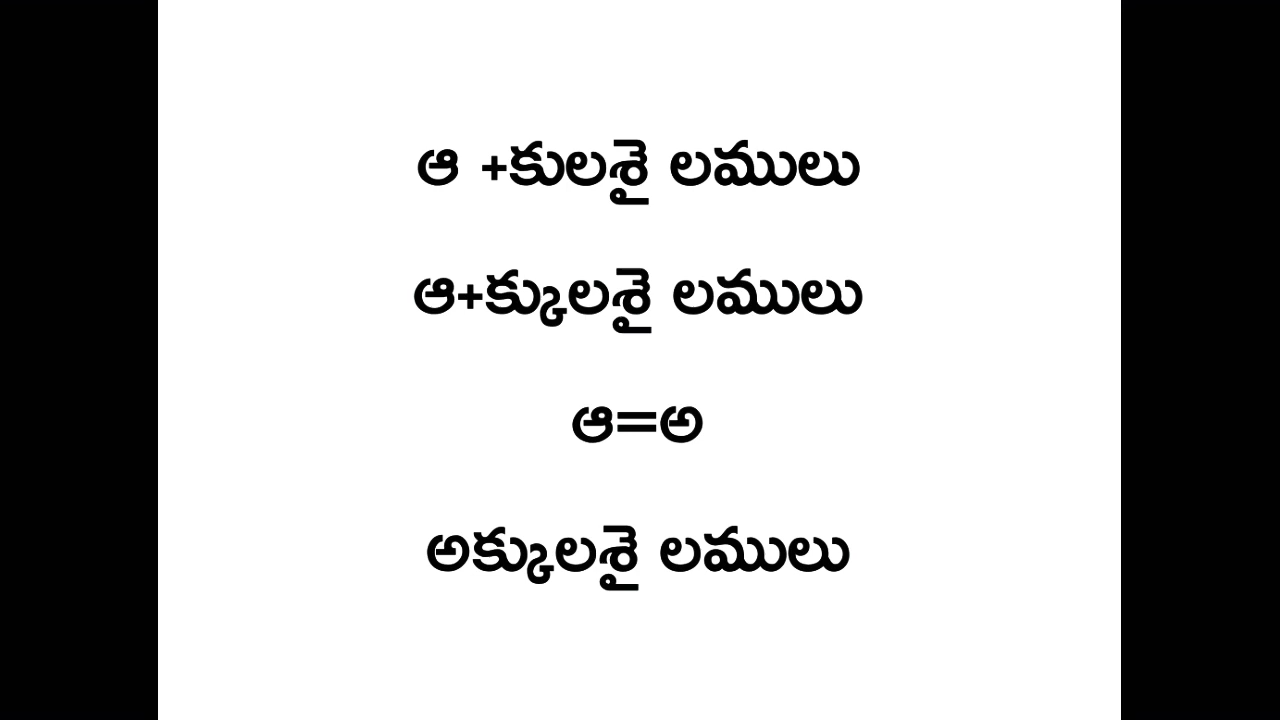 ఆ +కులశై లములు
ఆ+క్కులశై లములు
ఆ=అ
అక్కులశై లములు